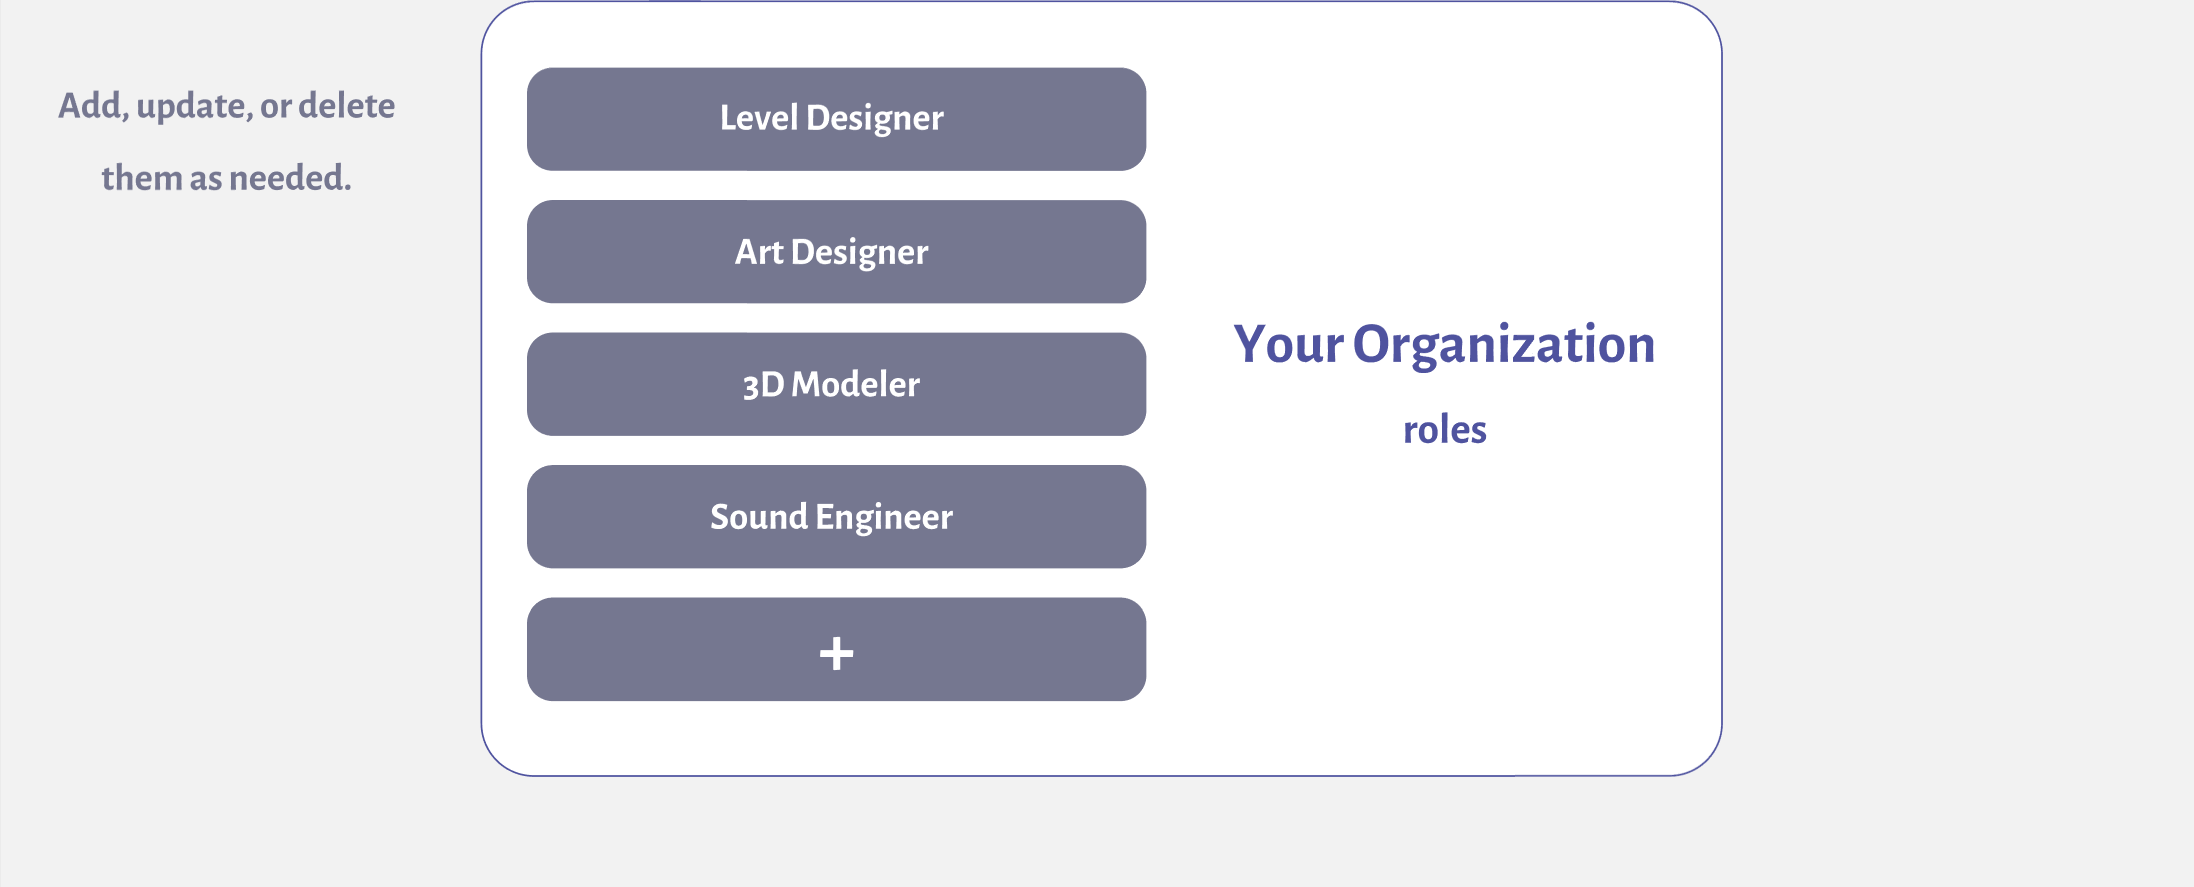 Add, update, or delete
them as needed.
Level Designer
Art Designer
3D Modeler
Sound Engineer
+
Your Organization
roles